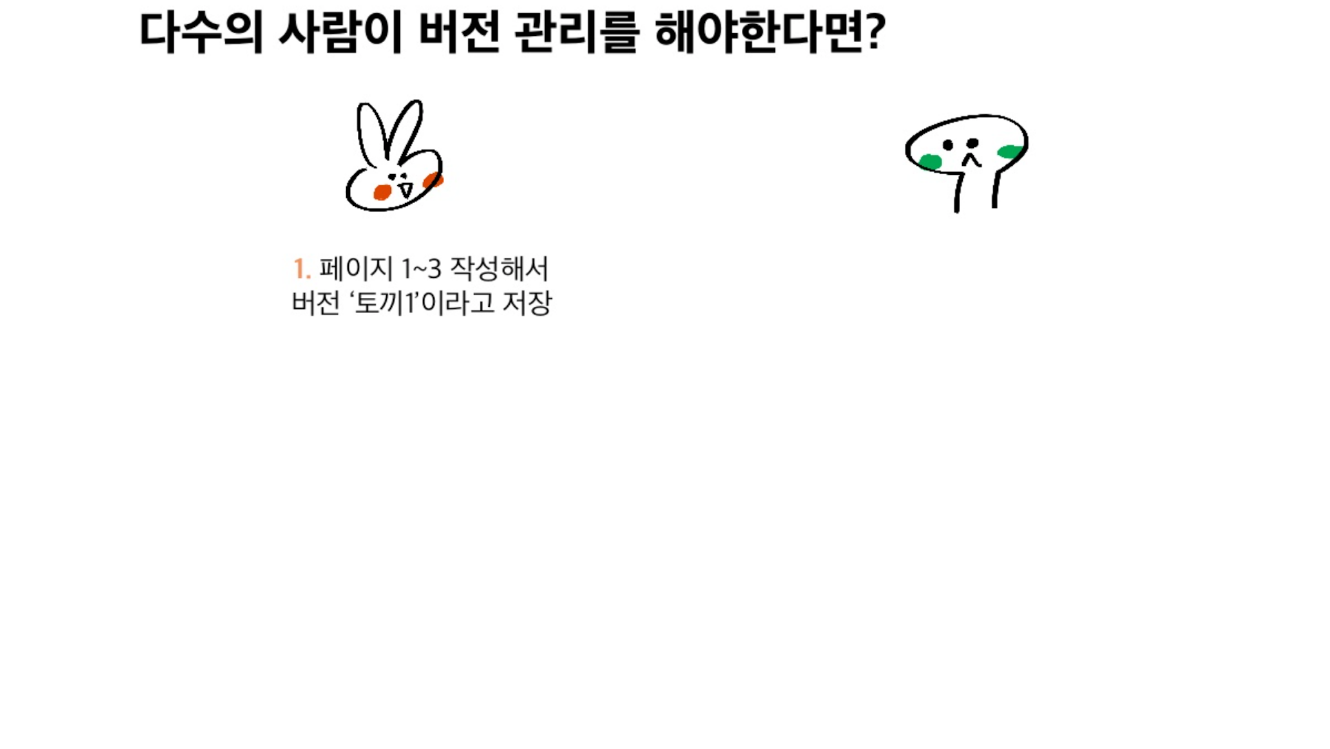 다수의 사람이 버전 관리를 해야한다면?
1. 페이지 1~3 작성해서
버전 ‘토끼1’이라고 저장